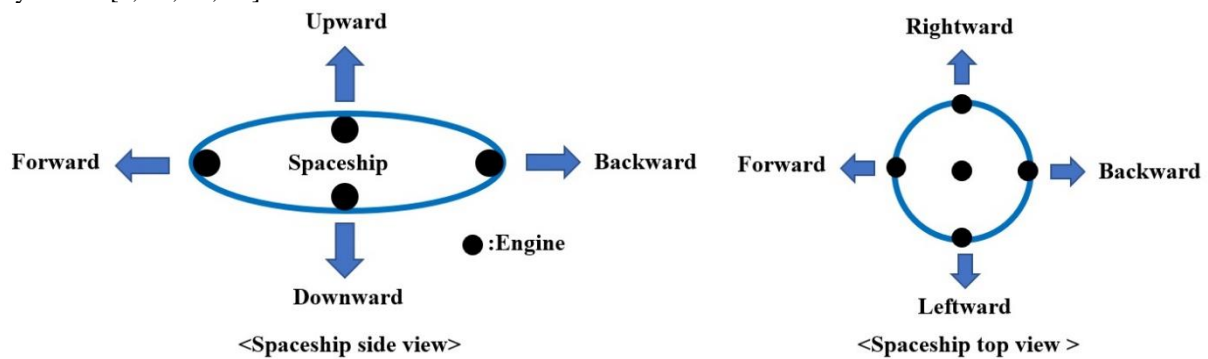 Upward
Forward
Spaceship
Backward
:Engine
Downward
<Spaceship side view>
Rightward
Forward
Backward
Leftward
<Spaceship top view >